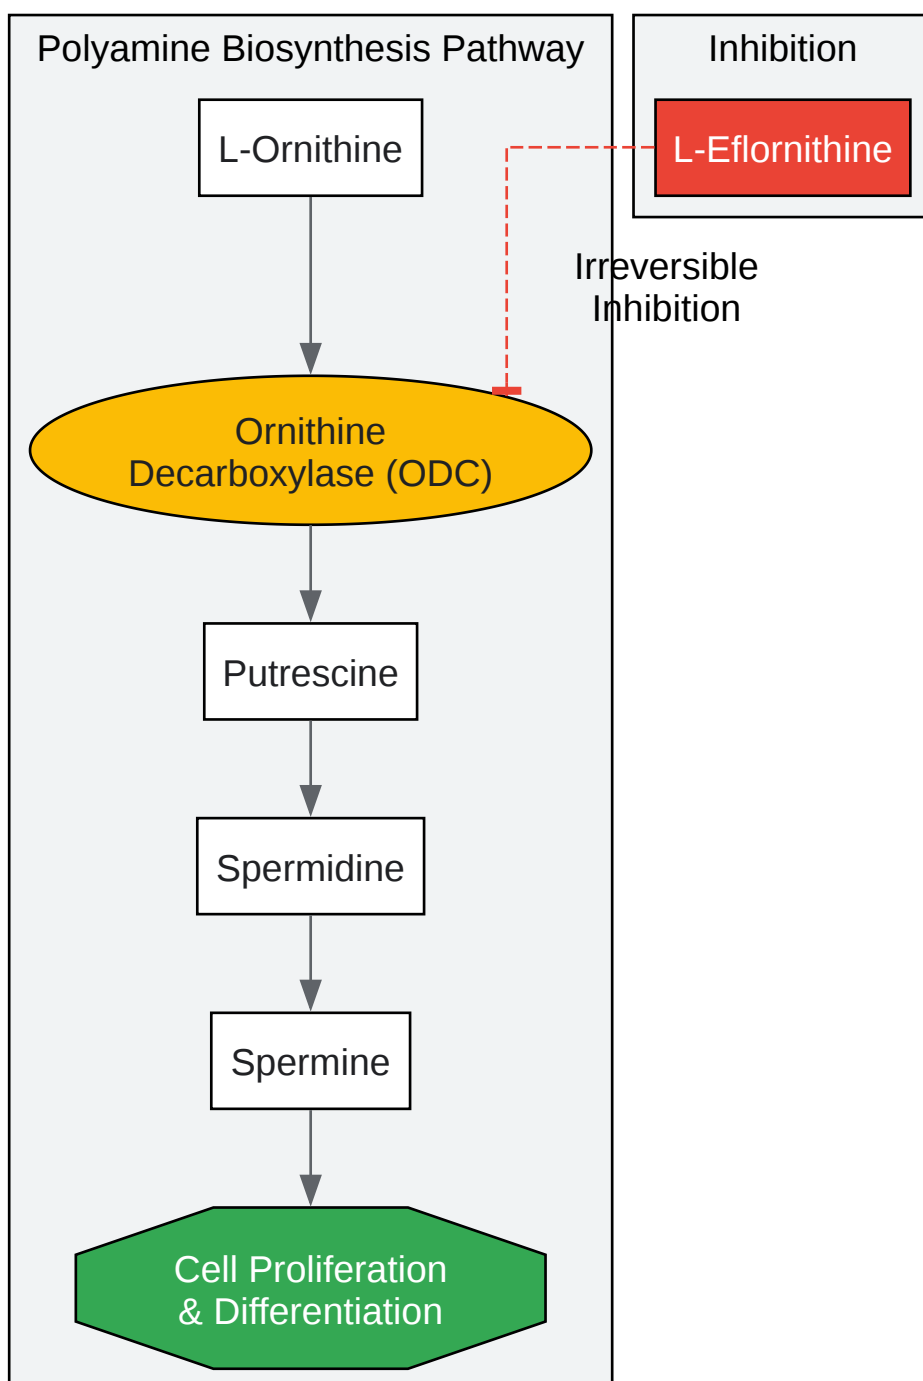 Polyamine Biosynthesis Pathway
Inhibition
L-Ornithine
L-Eflornithine
Irreversible
Inhibition
Ornithine
Decarboxylase (ODC)
Putrescine
Spermidine
Spermine
Cell Proliferation
& Differentiation